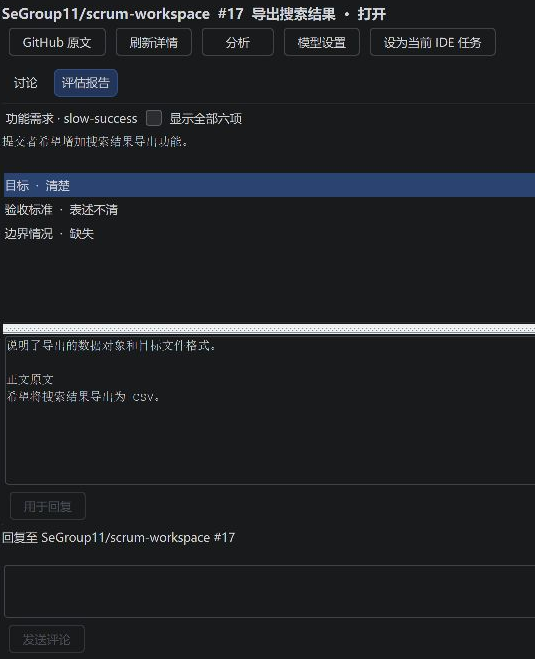 SeGroup11/scrum-workspace #17 导出搜索结果 • 打开
GitHub 原文 刷新详情 分析 模型设置 设为当前 IDE 任务
讨论 评估报告
功能需求 · slow-success 显示全部六项
提交者希望增加搜索结果导出功能。
目标 · 清楚
验收标准 · 表述不清
边界情况 · 缺失
说明了导出的数据对象和目标文件格式。
正文原文
希望将搜索结果导出为 CSV。
用于回复
回复至 SeGroup11/scrum-workspace #17
发送评论